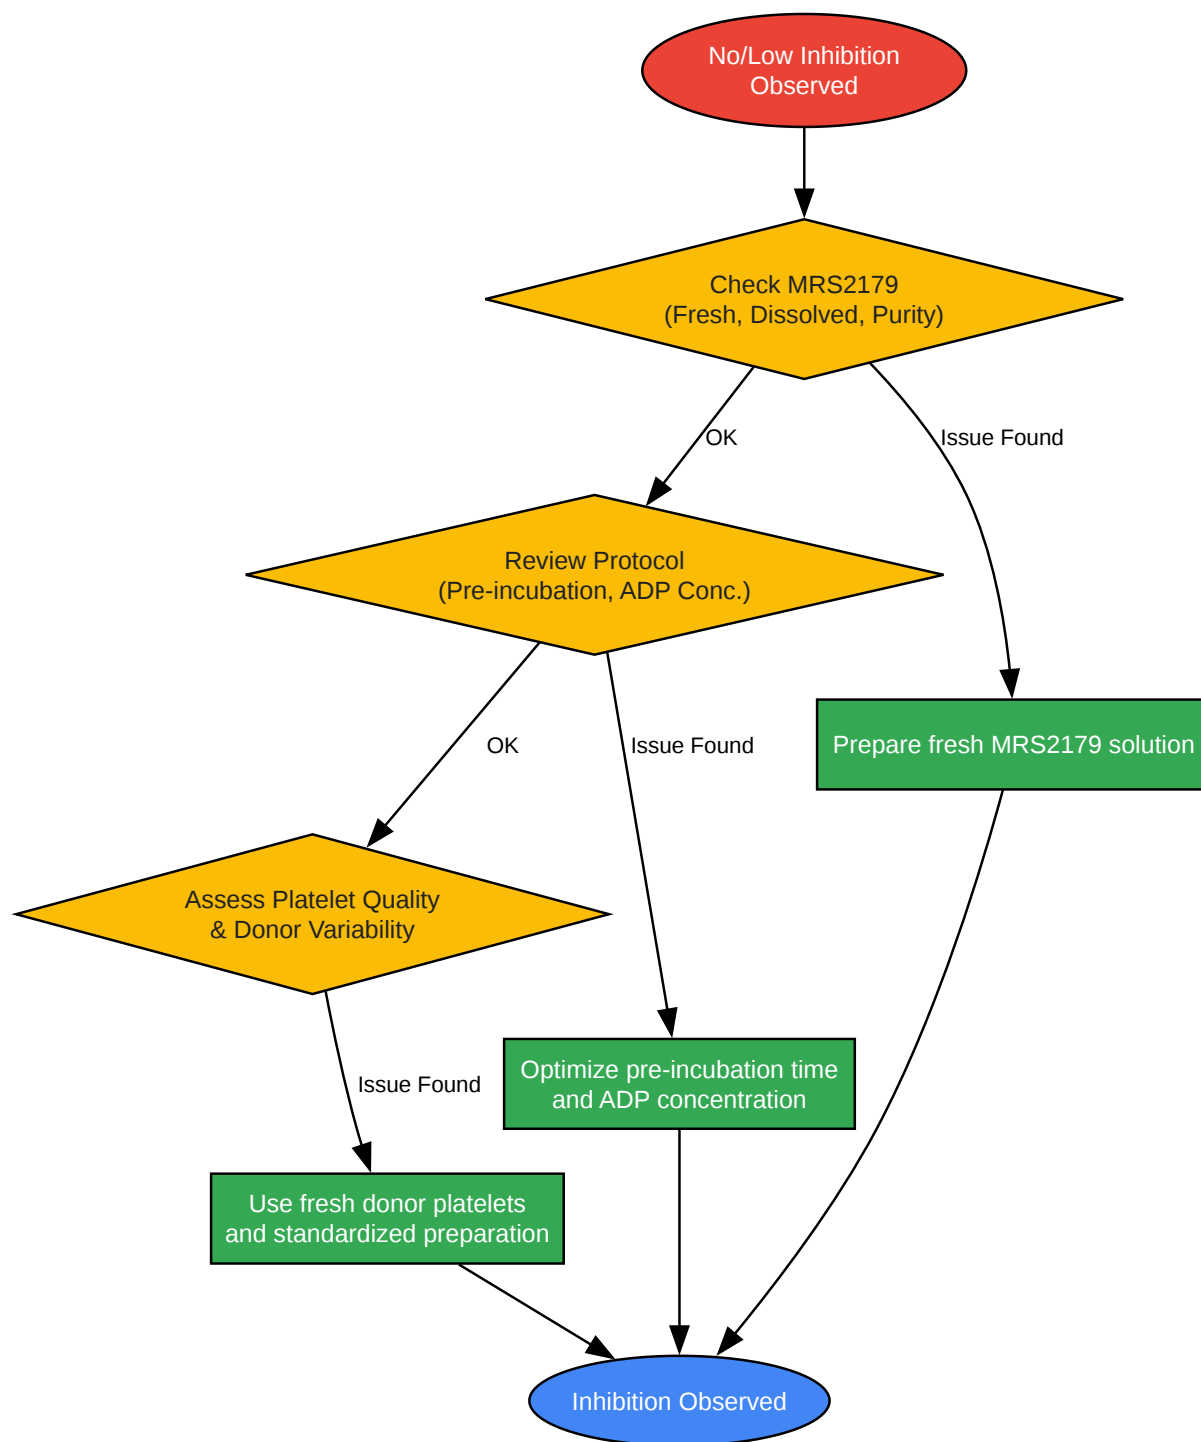 No/Low Inhibition
Observed
Check MRS2179
(Fresh, Dissolved, Purity)
OK
Issue Found
Review Protocol
(Pre-incubation, ADP Conc.)
OK
Issue Found
Prepare fresh MRS2179 solution
Assess Platelet Quality
& Donor Variability
Issue Found
Optimize pre-incubation time
and ADP concentration
Use fresh donor platelets
and standardized preparation
Inhibition Observed